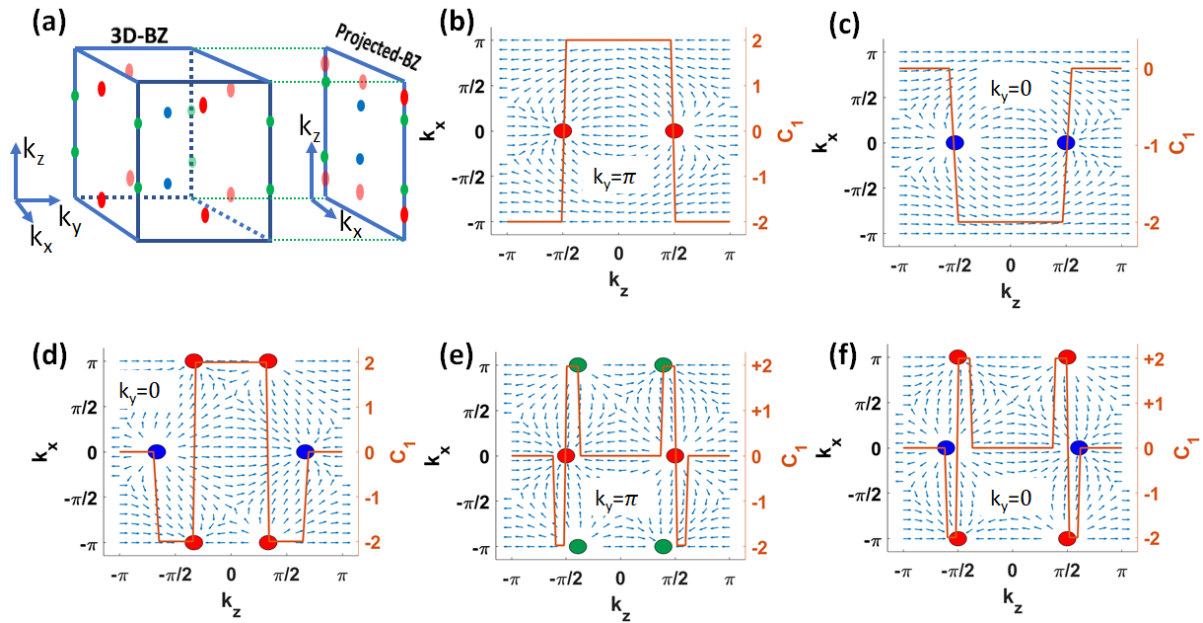 (a)
3D-BZ
Projected-BZ
k_z
k_y
k_x
k_z
k_x
(b)
π
π/2
0
-π/2
-π
k_x
2
1
0
-1
-2
C_1
k_y=π
-π
-π/2
0
π/2
π
k_z
(c)
π
π/2
0
-π/2
-π
k_x
0
-1
-2
C_1
k_y=0
-π
-π/2
0
π/2
π
k_z
(d)
π
π/2
0
-π/2
-π
k_x
2
1
0
-1
-2
C_1
k_y=0
-π
-π/2
0
π/2
π
k_z
(e)
π
π/2
0
-π/2
-π
k_x
+2
+1
0
-1
-2
C_1
k_y=π
-π
-π/2
0
π/2
π
k_z
(f)
π
π/2
0
-π/2
-π
k_x
+2
+1
0
-1
-2
C_1
k_y=0
-π
-π/2
0
π/2
π
k_z